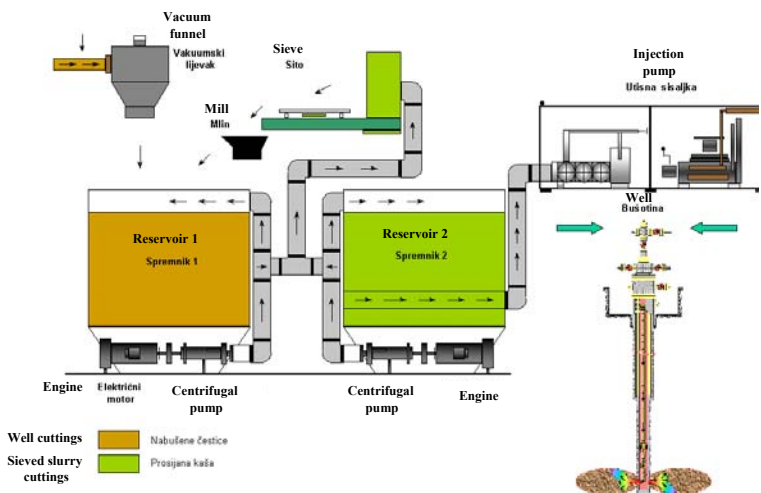 Vacuum
funnel
Vakuumski
lijevak
Sieve
Sito
Mill
Mlin
Injection
pump
Utisna sisaljka
Well
Bušotina
Reservoir 1
Spremnik 1
Reservoir 2
Spremnik 2
Engine
Električni
motor
Centrifugal
pump
Centrifugal
pump
Engine
Well cuttings
Nabušene čestice
Sieved slurry
cuttings
Prosijana kaša